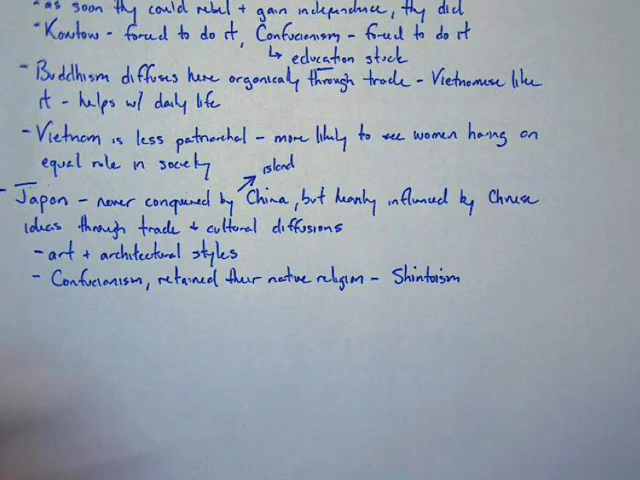 - as soon they could rebel + gain independence, they did
- Kowtow - forced to do it, Confucianism - forced to do it
↳ education stuck
- Buddhism diffuses here organically through trade - Vietnamese like
it - helps w/ daily life
- Vietnam is less patriarchal - more likely to see women having an
equal role in society
island
- Japan - never conquered by China, but heavily influenced by Chinese
ideas through trade + cultural diffusions
- art + architectural styles
- Confucianism, retained their native religion - Shintoism